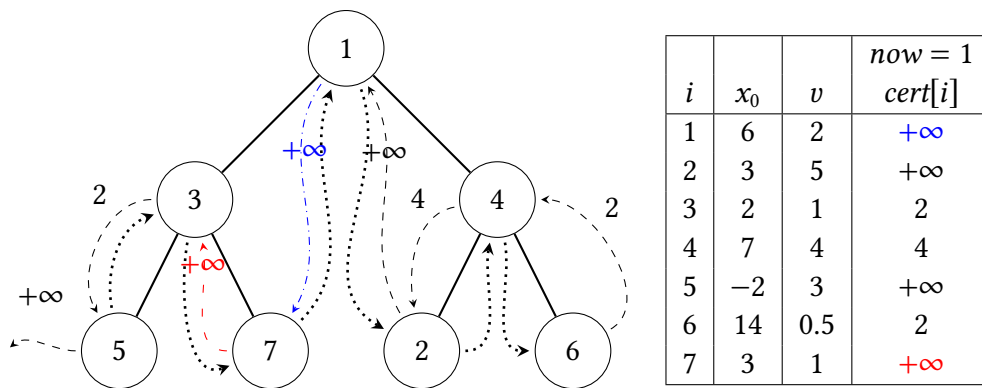 1
+∞
+∞
2
3
4
4
2
+∞
+∞
5
7
2
6
now = 1
i x₀ v cert[i]
1 6 2 +∞
2 3 5 +∞
3 2 1 2
4 7 4 4
5 −2 3 +∞
6 14 0.5 2
7 3 1 +∞